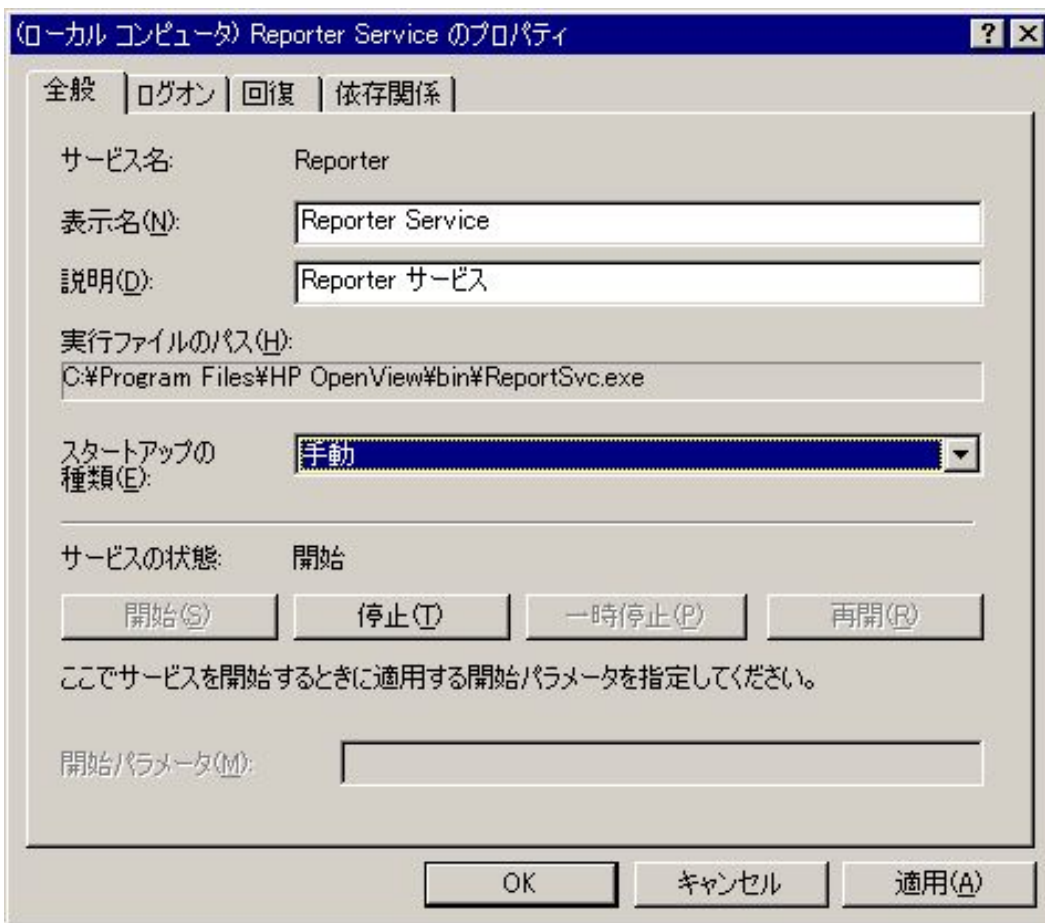 (ローカル コンピュータ) Reporter Service のプロパティ
全般 ログオン 回復 依存関係
サービス名: Reporter
表示名(N): Reporter Service
説明(D): Reporter サービス
実行ファイルのパス(H):
C:¥Program Files¥HP OpenView¥bin¥ReportSvc.exe
スタートアップの
種類(E): 手動
サービスの状態: 開始
開始(S) 停止(T) 一時停止(P) 再開(R)
ここでサービスを開始するときに適用する開始パラメータを指定してください。
開始パラメータ(M):
OK キャンセル 適用(A)